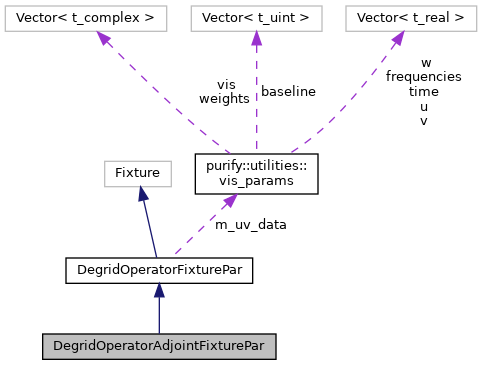 Vector< t_complex >
Vector< t_uint >
Vector< t_real >
vis
weights
baseline
w
frequencies
time
u
v
Fixture
purify::utilities::
vis_params
m_uv_data
DegridOperatorFixturePar
DegridOperatorAdjointFixturePar